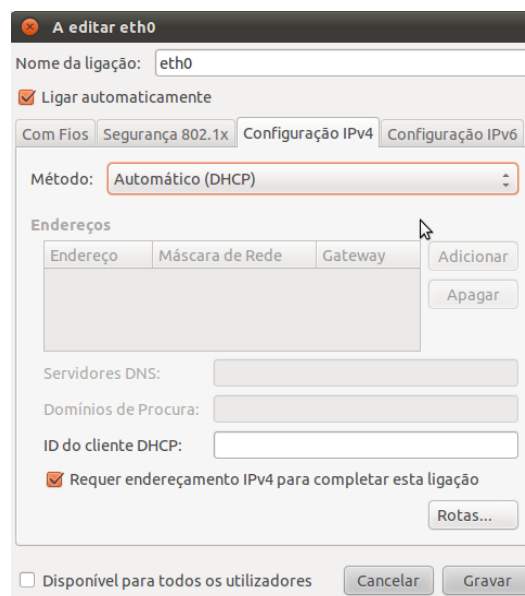 A editar eth0
Nome da ligação: eth0
Ligar automaticamente
Com Fios Segurança 802.1x Configuração IPv4 Configuração IPv6
Método: Automático (DHCP)
Endereços
Endereço Máscara de Rede Gateway Adicionar
Apagar
Servidores DNS:
Domínios de Procura:
ID do cliente DHCP:
Requer endereçamento IPv4 para completar esta ligação
Rotas...
Disponível para todos os utilizadores Cancelar Gravar